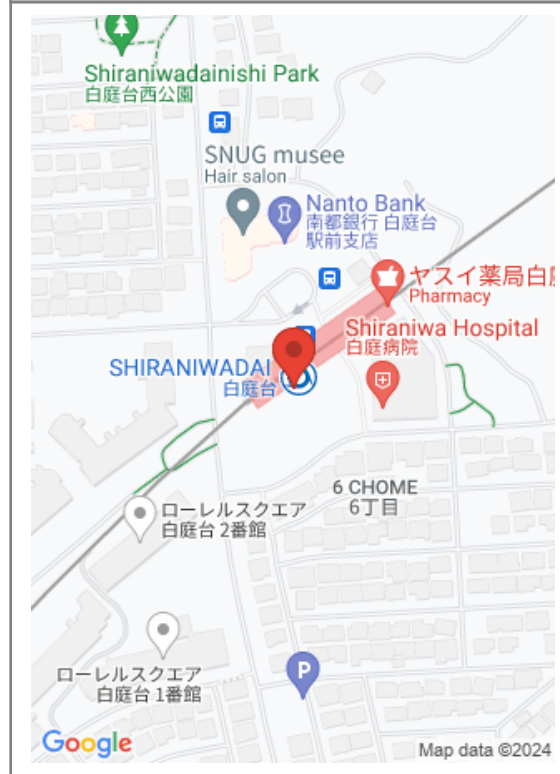 Shiraniwadainishi Park
白庭台西公園
SNUG musee
Hair salon
Nanto Bank
南都銀行 白庭台
駅前支店
ヤスイ薬局白庭
Pharmacy
Shiraniwa Hospital
白庭病院
SHIRANIWADAI
白庭台
6 CHOME
6丁目
ローレルスクエア
白庭台 2番館
ローレルスクエア
白庭台 1番館
P
Google
Map data ©2024